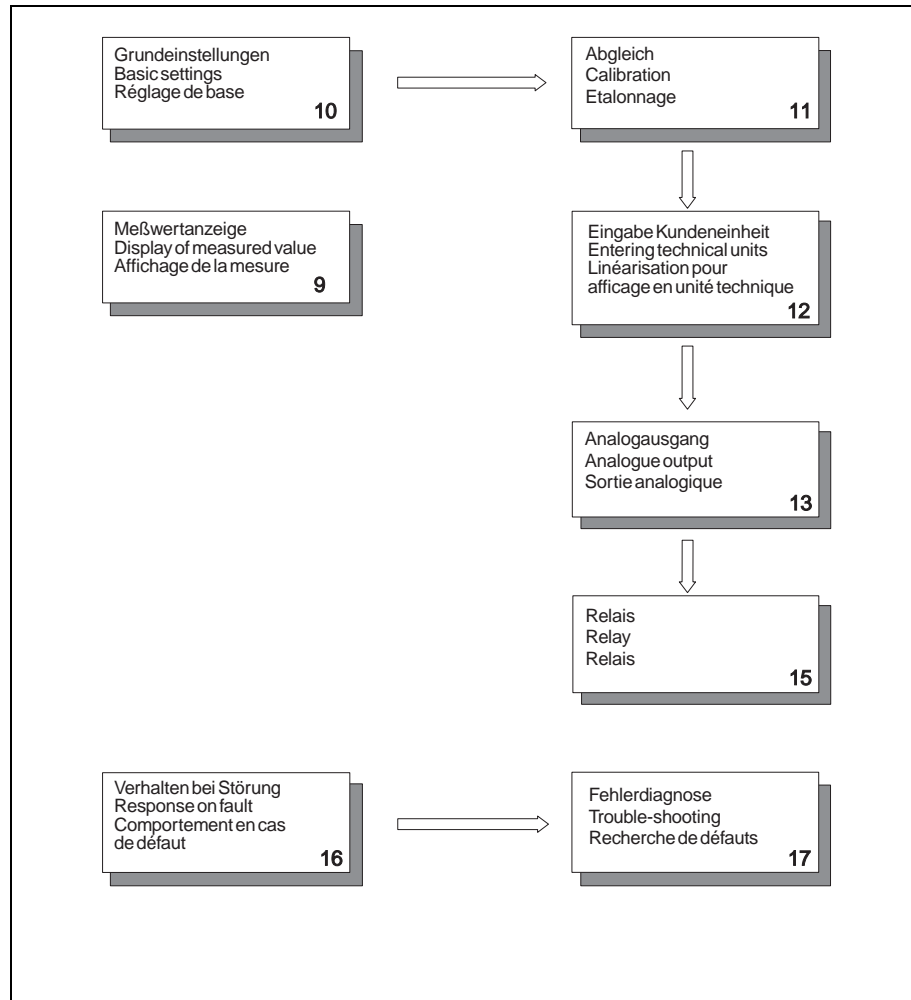 Grundeinstellungen
Basic settings
Réglage de base
10
Abgleich
Calibration
Etalonnage
11
Meßwertanzeige
Display of measured value
Affichage de la mesure
9
Eingabe Kundeneinheit
Entering technical units
Linéarisation pour
afficage en unité technique
12
Analogausgang
Analogue output
Sortie analogique
13
Relais
Relay
Relais
15
Verhalten bei Störung
Response on fault
Comportement en cas
de défaut
16
Fehlerdiagnose
Trouble-shooting
Recherche de défauts
17